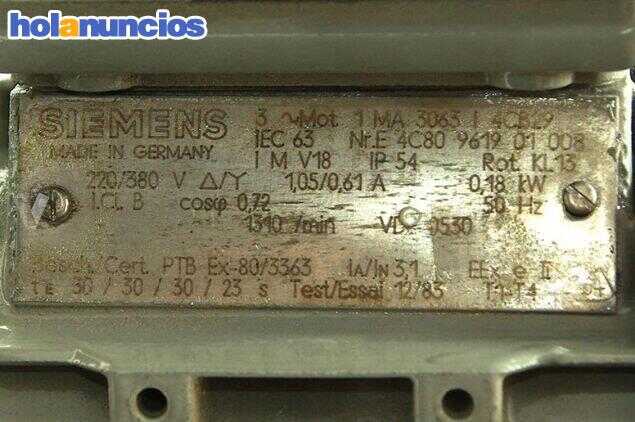 holanuncios
SIEMENS 3 ~Mot. 1 MA 3063
IEC 63 Nr.E 4C80 9619 01 008
MADE IN GERMANY I M V18 IP 54 Rot. KL13
220/380 V Δ/Y 1,05/0,61 A 0,18 kW
I.Cl. B cosφ 0,72 50 Hz
1310 /min 0530
Cert. PTB Ex-80/3363 IA/IN 3,1 EEx e II
tE 30 / 30 / 30 / 23 s Test/Essai 12/83 T1-T4